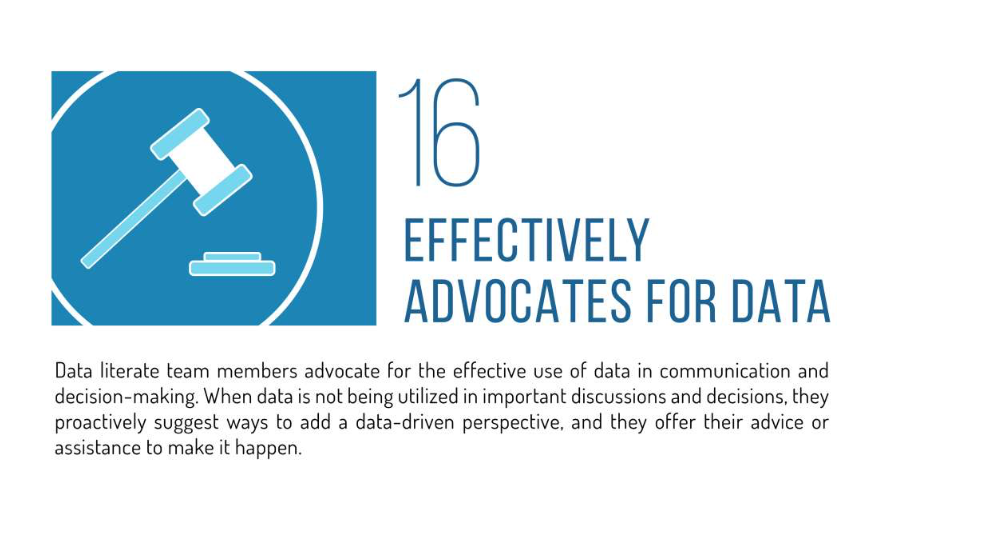 16
EFFECTIVELY
ADVOCATES FOR DATA
Data literate team members advocate for the effective use of data in communication and
decision-making. When data is not being utilized in important discussions and decisions, they
proactively suggest ways to add a data-driven perspective, and they offer their advice or
assistance to make it happen.